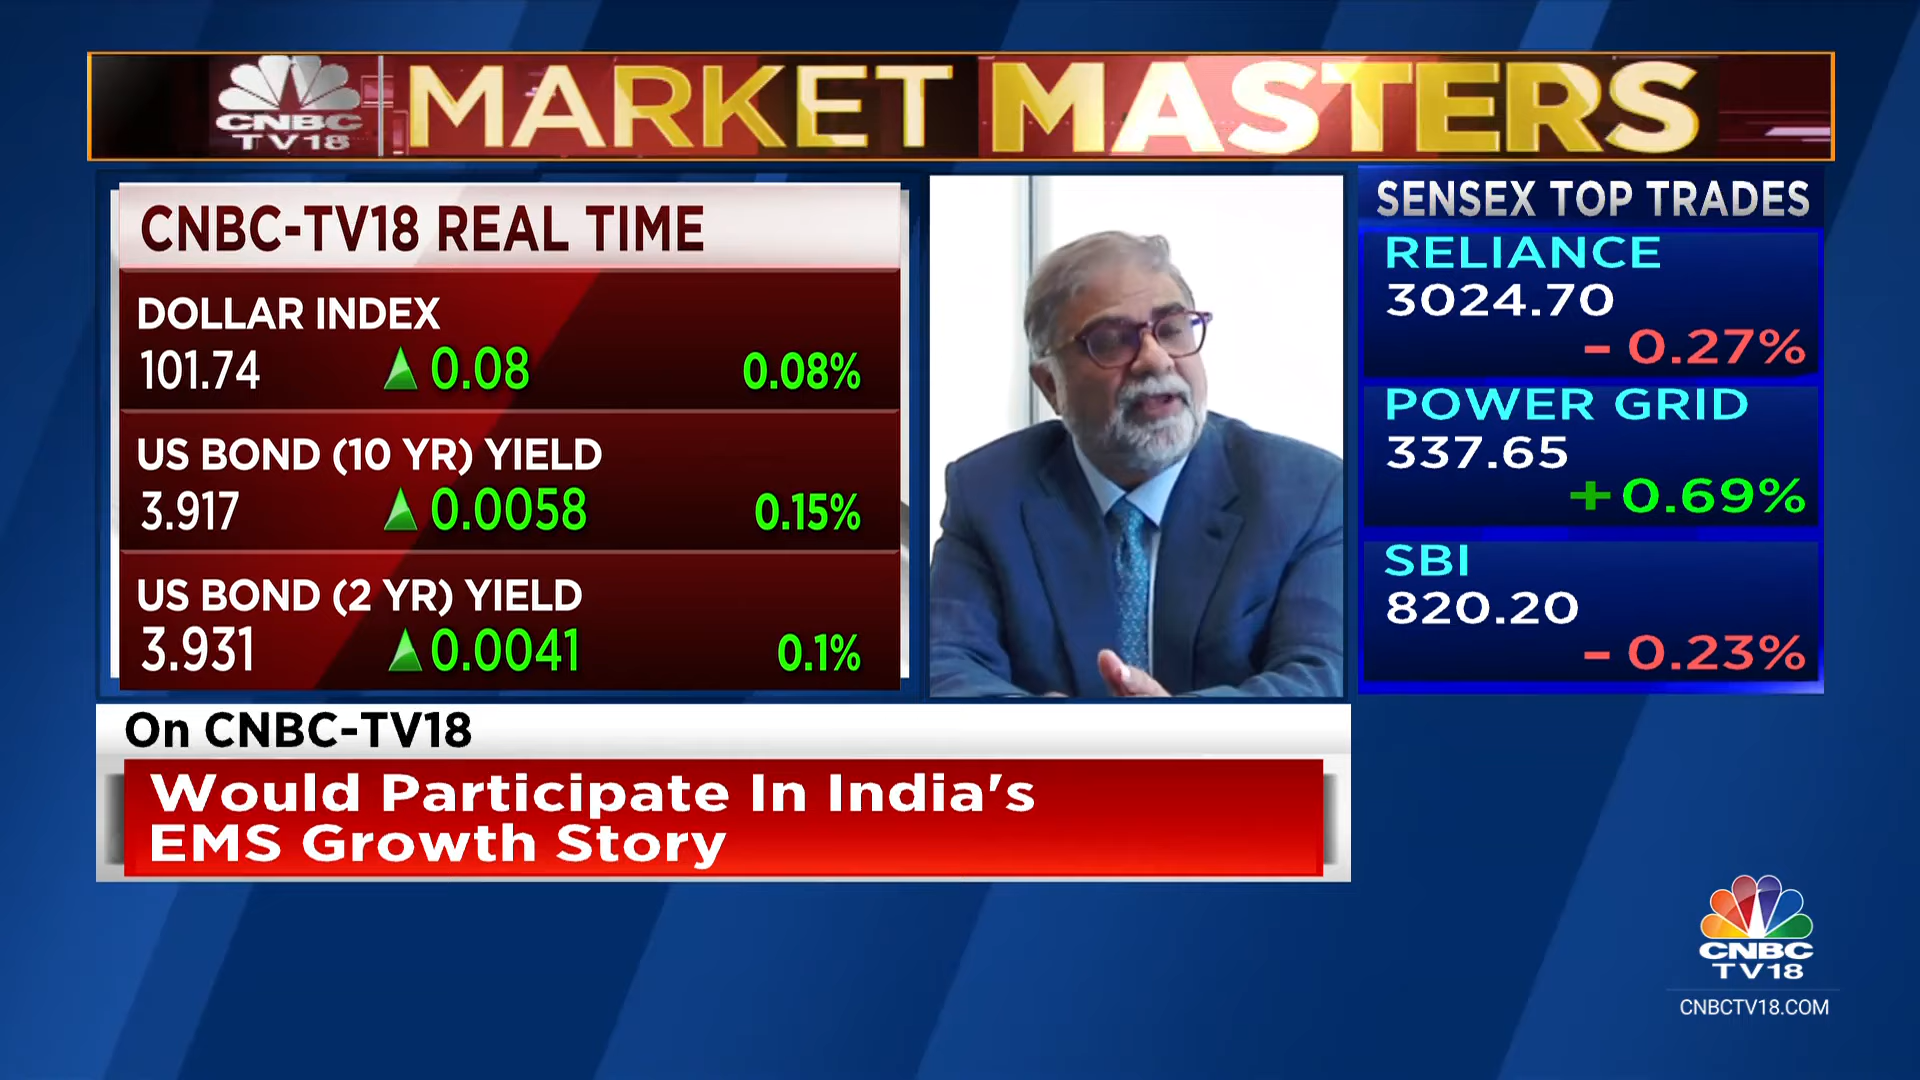 CNBC
TV18
MARKET MASTERS
CNBC-TV18 REAL TIME
DOLLAR INDEX
101.74 ▲ 0.08 0.08%
US BOND (10 YR) YIELD
3.917 ▲ 0.0058 0.15%
US BOND (2 YR) YIELD
3.931 ▲ 0.0041 0.1%
SENSEX TOP TRADES
RELIANCE
3024.70
- 0.27%
POWER GRID
337.65
+0.69%
SBI
820.20
- 0.23%
On CNBC-TV18
Would Participate In India's
EMS Growth Story
CNBC
TV18
CNBCTV18.COM